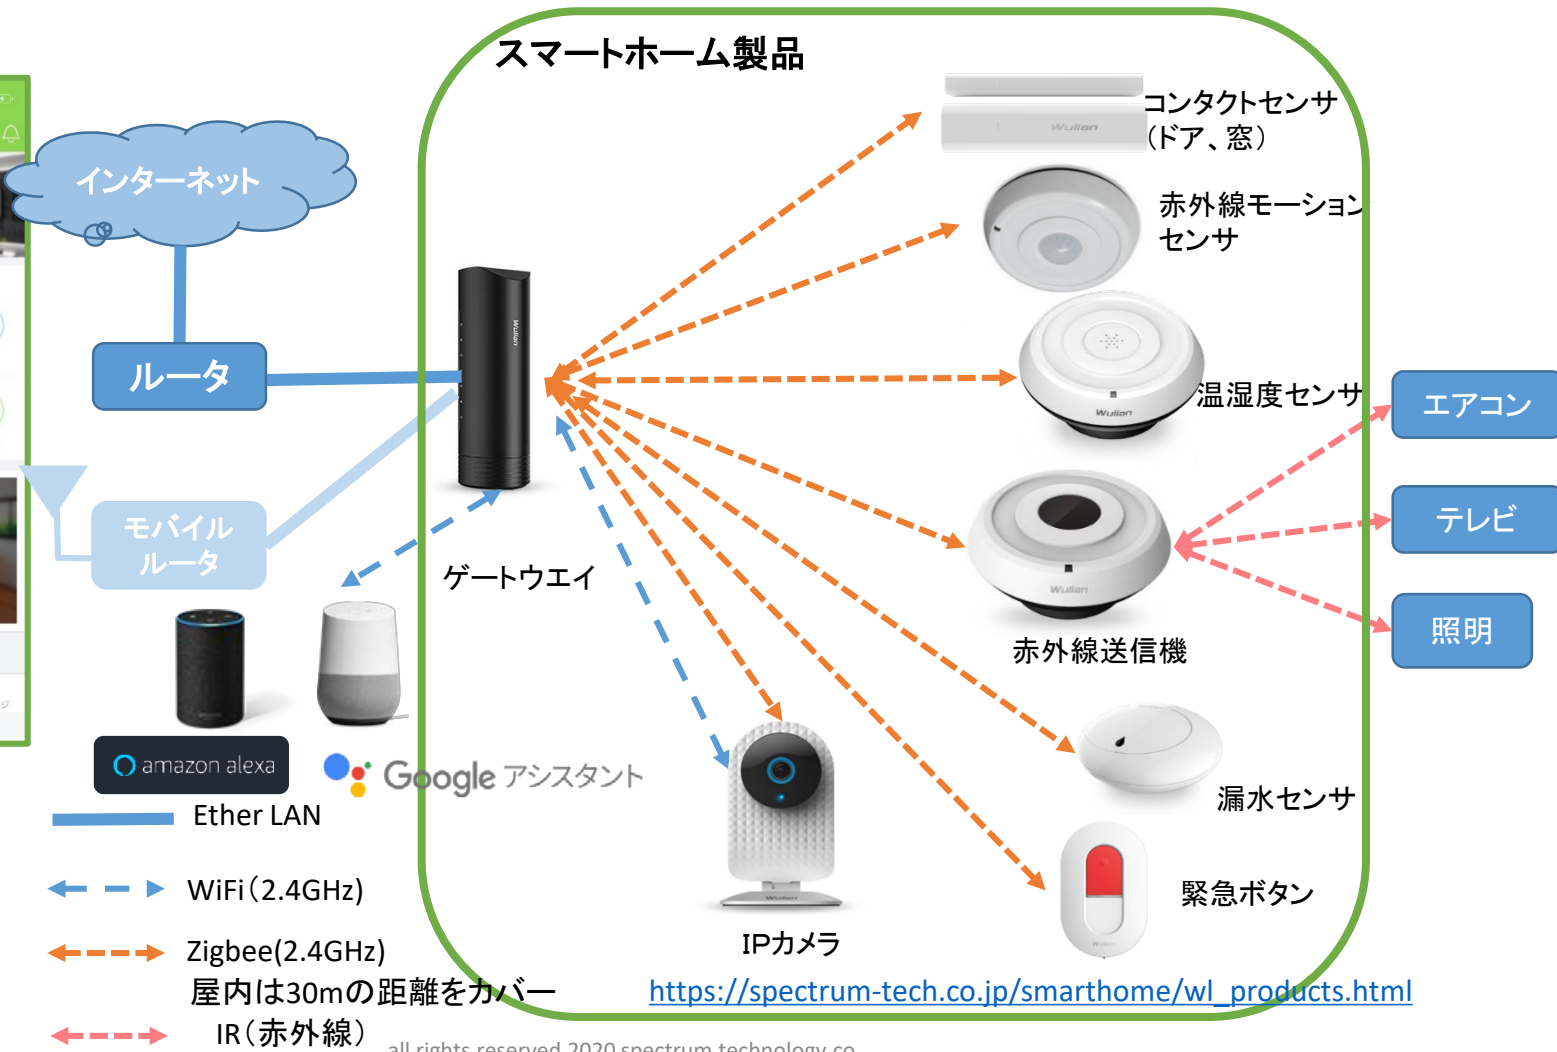 スマートホーム製品
インターネット
コンタクトセンサ
（ドア、窓）
Wulian
赤外線モーション
センサ
Wulian
ルータ
温湿度センサ
Wulian
エアコン
テレビ
モバイル
ルータ
ゲートウエイ
Wulian
赤外線送信機
照明
amazon alexa
Google アシスタント
漏水センサ
Ether LAN
WiFi（2.4GHz）
緊急ボタン
Wulian
Wulian
IPカメラ
Zigbee(2.4GHz)
屋内は30mの距離をカバー
https://spectrum-tech.co.jp/smarthome/wl_products.html
IR（赤外線）
all rights reserved 2020 spectrum technology co